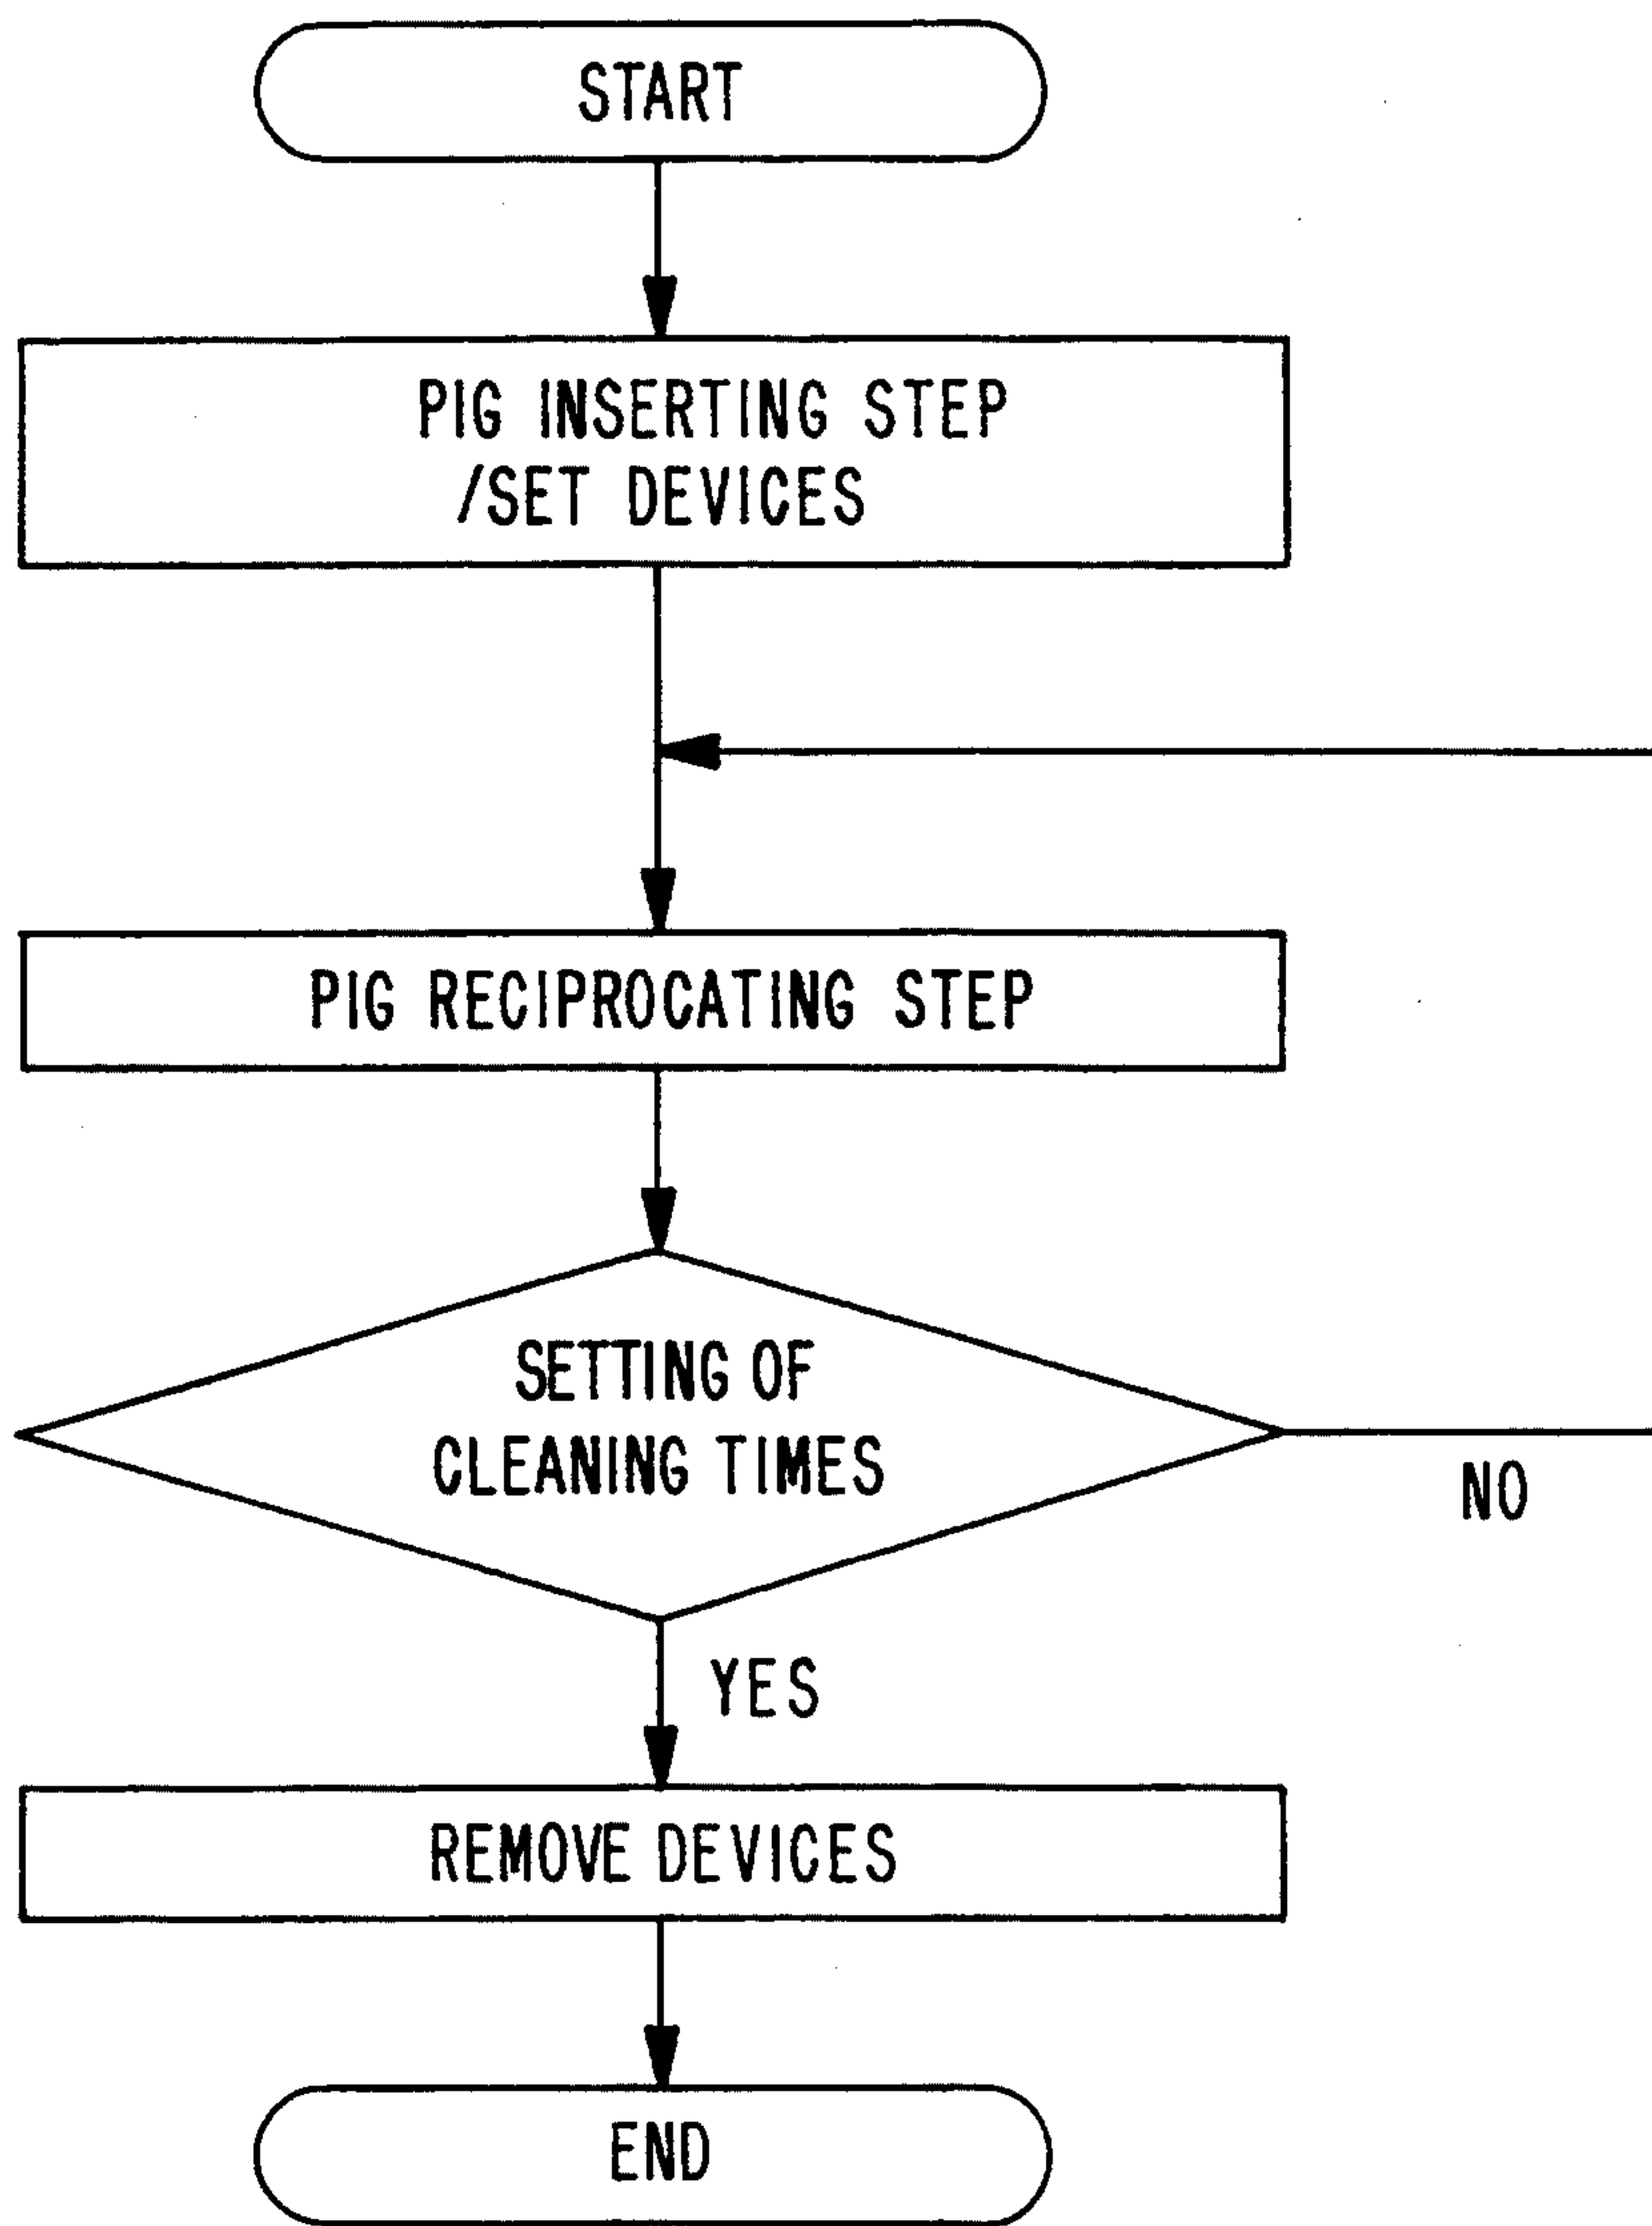 START
PIG INSERTING STEP
/SET DEVICES
PIG RECIPROCATING STEP
SETTING OF
CLEANING TIMES
NO
YES
REMOVE DEVICES
END